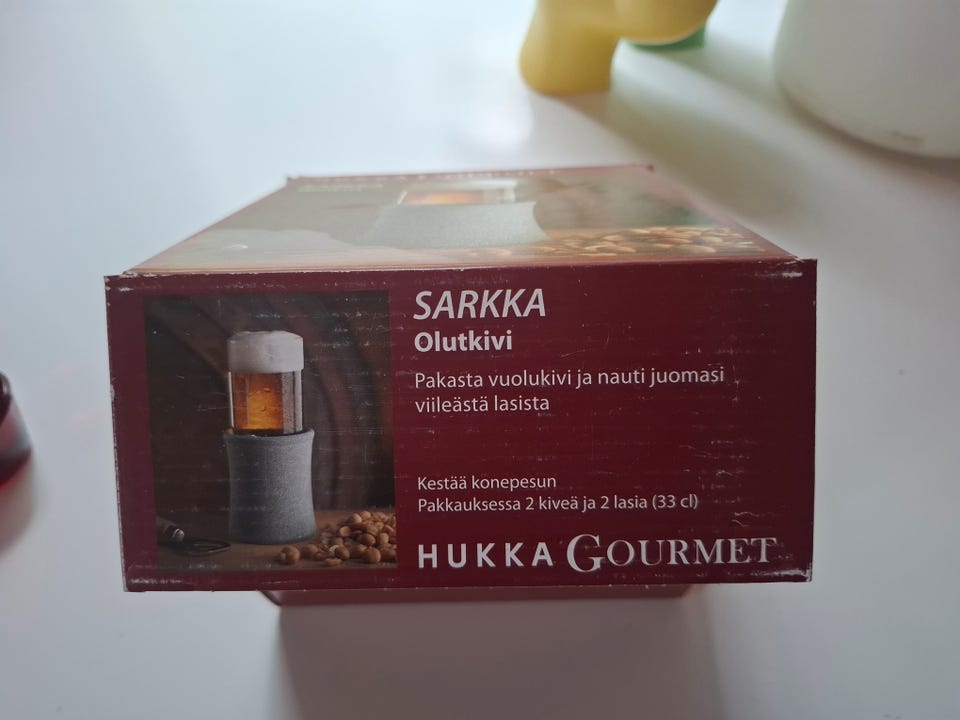 SARKKA
Olutkivi
Pakasta vuolukivi ja nauti juomasi
viileästä lasista
Kestää konepesun
Pakkauksessa 2 kiveä ja 2 lasia (33 cl)
HUKKA GOURMET